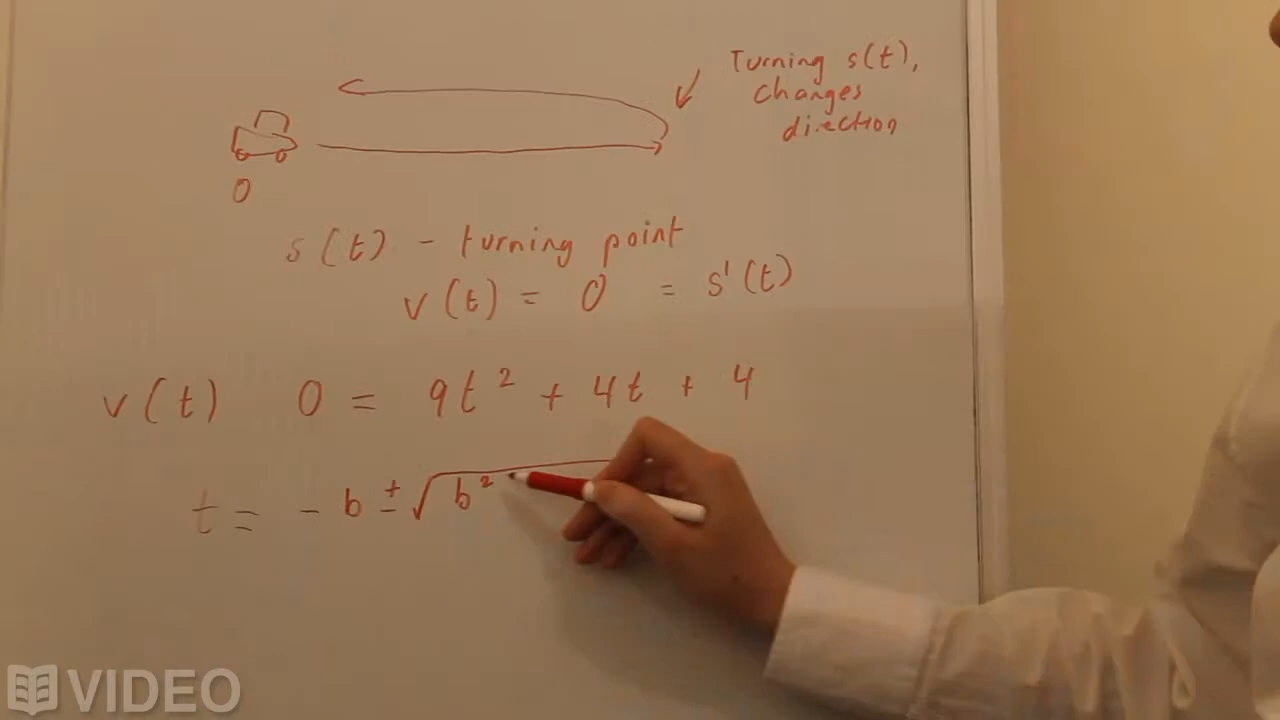 Turning s(t),
changes
direction
0
s(t) - turning point
v(t) = 0 = s'(t)
v(t) 0 = 9t² + 4t + 4
t = - b ± √b²
VIDEO